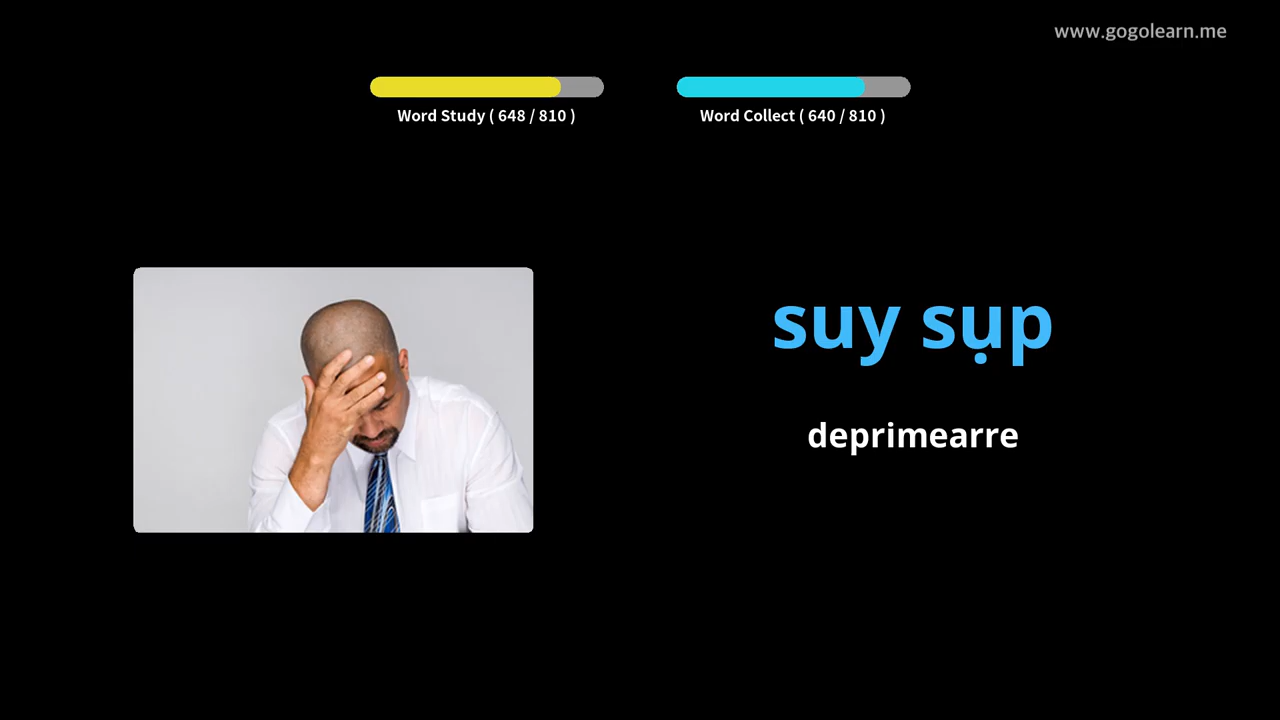 www.gogolearn.me
Word Study ( 648 / 810 )
Word Collect ( 640 / 810 )
suy sụp
deprimearre